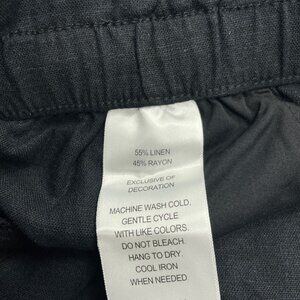 55% LINEN
45% RAYON
EXCLUSIVE OF
DECORATION
MACHINE WASH COLD,
GENTLE CYCLE
WITH LIKE COLORS.
DO NOT BLEACH.
HANG TO DRY
COOL IRON
WHEN NEEDED